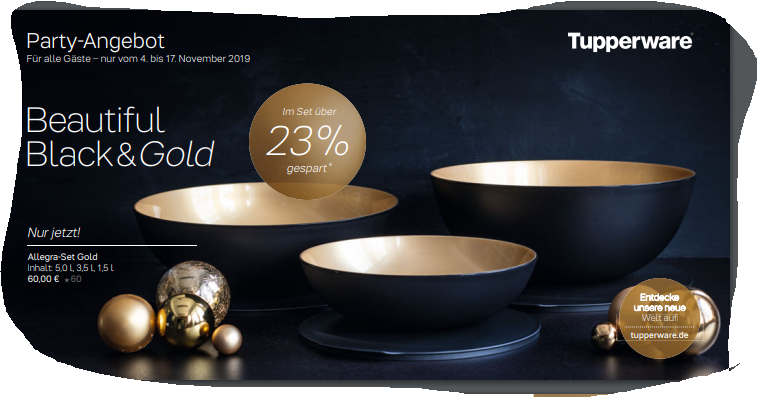 Party-Angebot
Für alle Gäste – nur vom 4. bis 17. November 2019
Tupperware
Beautiful
Black & Gold
Im Set über
23%
gespart*
Nur jetzt!
Allegra-Set Gold
Inhalt: 5,0 l, 3,5 l, 1,5 l
60,00 € ★60
Entdecke
unsere neue
Welt auf:
tupperware.de